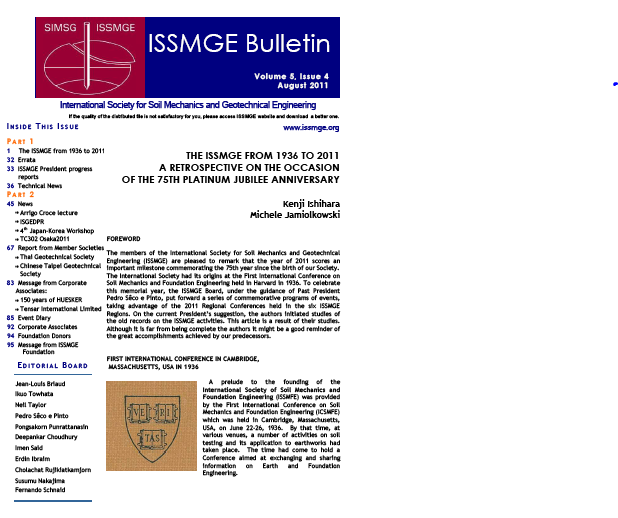 SIMSG ISSMGE
ISSMGE Bulletin
Volume 5, Issue 4
August 2011
International Society for Soil Mechanics and Geotechnical Engineering
If the quality of the distributed file is not satisfactory for you, please access ISSMGE website and download a better one.
INSIDE THIS ISSUE
www.issmge.org
PART 1
1 The ISSMGE from 1936 to 2011
32 Errata
33 ISSMGE President progress
reports
36 Technical News
PART 2
45 News
→ Arrigo Croce lecture
→ ISGEDPR
→ 4th Japan-Korea Workshop
→ TC302 Osaka2011
67 Report from Member Societies
→ Thai Geotechnical Society
→ Chinese Taipei Geotechnical
Society
83 Message from Corporate
Associates:
→ 150 years of HUESKER
→ Tensar International Limited
85 Event Diary
92 Corporate Associates
94 Foundation Donors
95 Message from ISSMGE
Foundation
EDITORIAL BOARD
Jean-Louis Briaud
Ikuo Towhata
Neil Taylor
Pedro Sêco e Pinto
Pongsakorn Punrattanasin
Deepankar Choudhury
Imen Said
Erdin Ibraim
Cholachat Rujikiatkamjorn
Susumu Nakajima
Fernando Schnaid
THE ISSMGE FROM 1936 TO 2011
A RETROSPECTIVE ON THE OCCASION
OF THE 75TH PLATINUM JUBILEE ANNIVERSARY
Kenji Ishihara
Michele Jamiolkowski
FOREWORD
The members of the International Society for Soil Mechanics and Geotechnical
Engineering (ISSMGE) are pleased to remark that the year of 2011 scores an
important milestone commemorating the 75th year since the birth of our Society.
The International Society had its origins at the First International Conference on
Soil Mechanics and Foundation Engineering held in Harvard in 1936. To celebrate
this memorial year, the ISSMGE Board, under the guidance of Past President
Pedro Sêco e Pinto, put forward a series of commemorative programs of events,
taking advantage of the 2011 Regional Conferences held in the six ISSMGE
Regions. On the current President's suggestion, the authors initiated studies of
the old records on the ISSMGE activities. This article is a result of their studies.
Although it is far from being complete the authors it might be a good reminder of
the great accomplishments achieved by our predecessors.
FIRST INTERNATIONAL CONFERENCE IN CAMBRIDGE,
MASSACHUSETTS, USA IN 1936
VE RI
TAS
A prelude to the founding of the
International Society of Soil Mechanics and
Foundation Engineering (ISSMFE) was provided
by the First International Conference on Soil
Mechanics and Foundation Engineering (ICSMFE)
which was held in Cambridge, Massachusetts,
USA, on June 22-26, 1936. By that time, at
various venues, a number of activities on soil
testing and its application to earthworks had
taken place. The time had come to hold a
Conference aimed at exchanging and sharing
information on Earth and Foundation
Engineering.